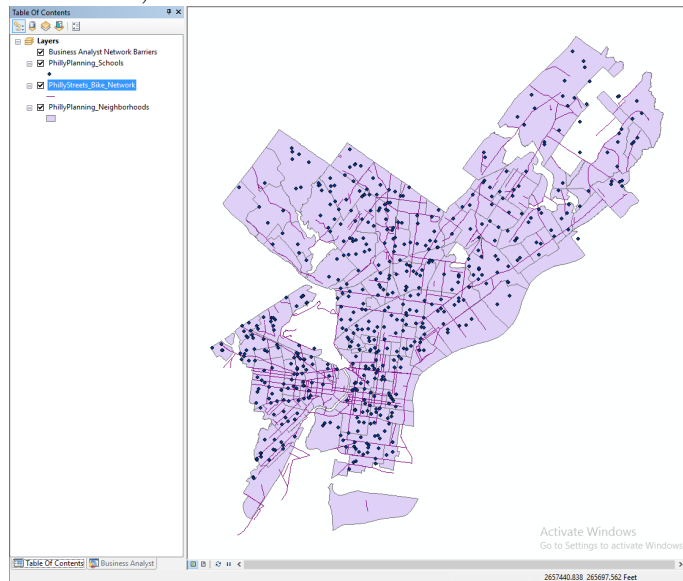 Table Of Contents
Layers
Business Analyst Network Barriers
PhillyPlanning_Schools
PhillyStreets_Bike_Network
PhillyPlanning_Neighborhoods
Activate Windows
Go to Settings to activate Windows
Table Of Contents Business Analyst
2657440.838 265697.562 Feet